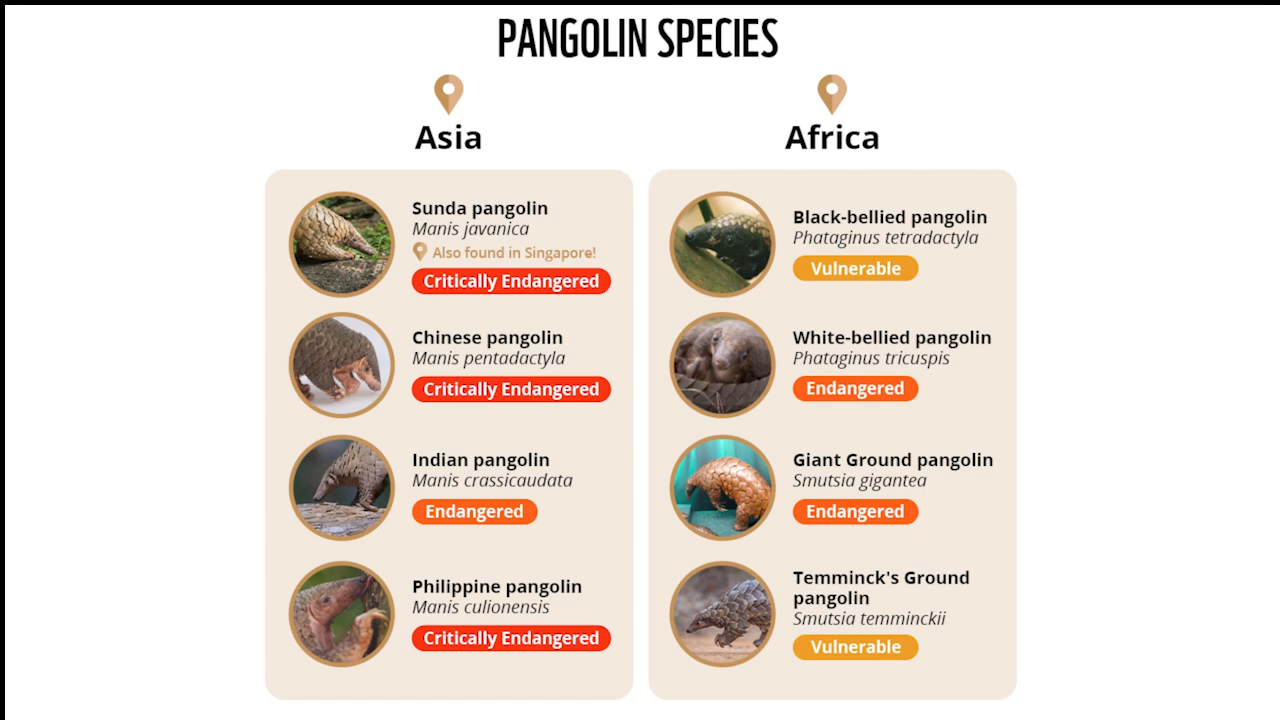 PANGOLIN SPECIES
Asia
Sunda pangolin
Manis javanica
Also found in Singapore!
Critically Endangered
Chinese pangolin
Manis pentadactyla
Critically Endangered
Indian pangolin
Manis crassicaudata
Endangered
Philippine pangolin
Manis culionensis
Critically Endangered
Africa
Black-bellied pangolin
Phataginus tetradactyla
Vulnerable
White-bellied pangolin
Phataginus tricuspis
Endangered
Giant Ground pangolin
Smutsia gigantea
Endangered
Temminck's Ground
pangolin
Smutsia temminckii
Vulnerable